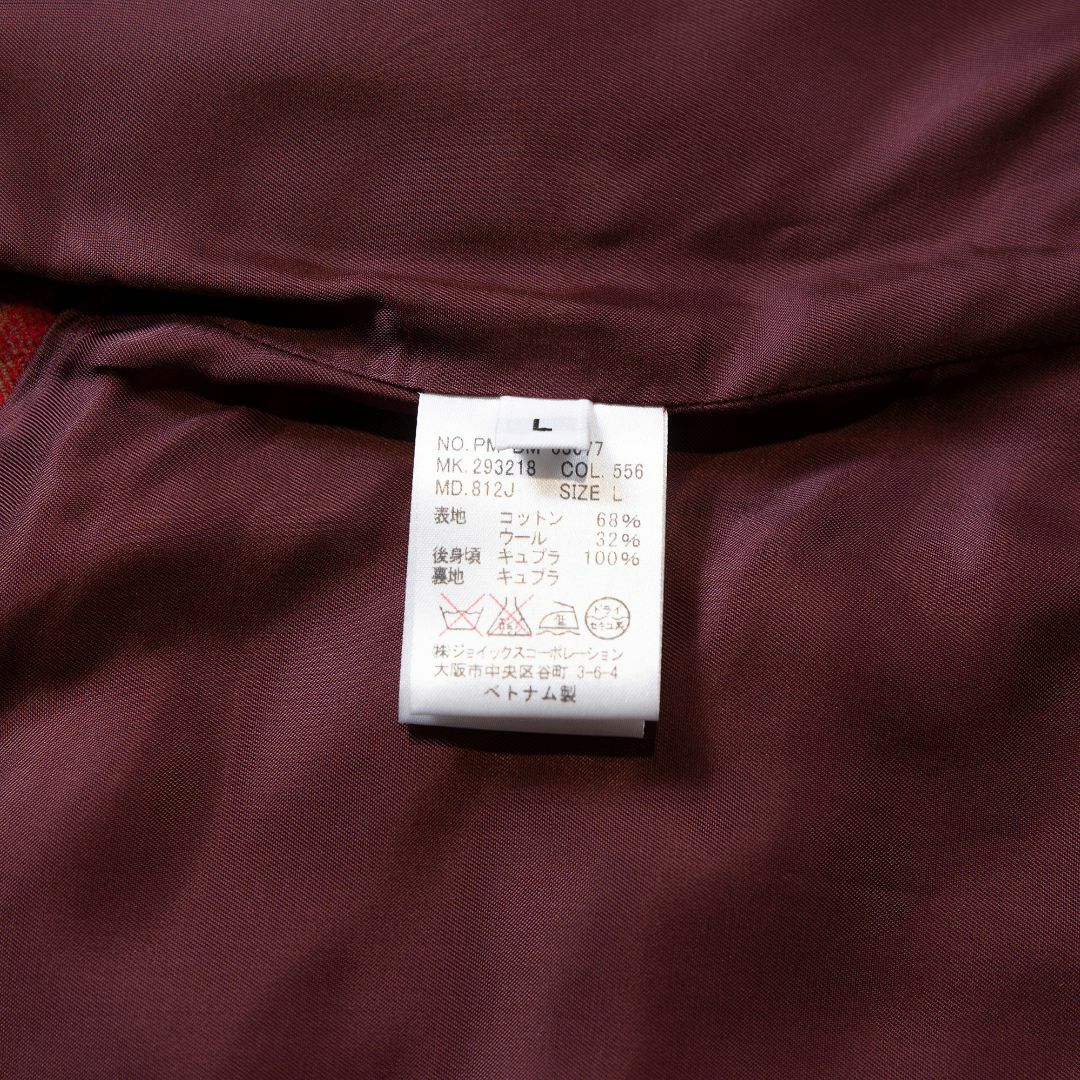 L
NO. PM
MK. 293218 COL. 556
MD. 812J SIZE L
表地 コットン 68%
ウール 32%
後身頃 キュプラ 100%
裏地 キュプラ
低 ドライ
セキユ系
㈱ジョイックスコーポレーション
大阪市中央区谷町 3-6-4
ベトナム製